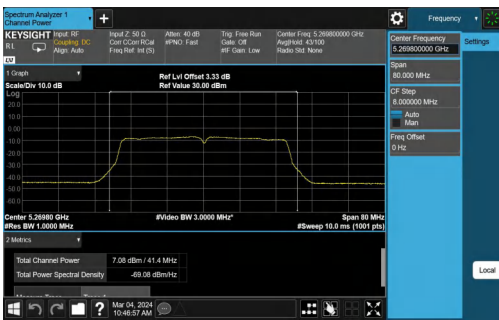 Spectrum Analyzer 1
Channel Power
Frequency
KEYSIGHT
Input: RF
Coupling: DC
Align: Auto
Input Z: 50 Ω
Corr CCorr RCal
Freq Ref: Int (S)
Atten: 40 dB
#PNO: Fast
Trig: Free Run
Gate: Off
#IF Gain: Low
Center Freq: 5.269800000 GHz
Avg|Hold: 43/100
Radio Std: None
RL
LXI
Center Frequency
5.269800000 GHz
Settings
Span
80.000 MHz
CF Step
8.000000 MHz
Auto
Man
Freq Offset
0 Hz
1 Graph
Scale/Div 10.0 dB
Ref Lvl Offset 3.33 dB
Ref Value 30.00 dBm
Log
20.0
10.0
0.00
-10.0
-20.0
-30.0
-40.0
-50.0
-60.0
Center 5.26980 GHz
#Res BW 1.0000 MHz
#Video BW 3.0000 MHz*
Span 80 MHz
#Sweep 10.0 ms (1001 pts)
2 Metrics
Total Channel Power 7.08 dBm / 41.4 MHz
Total Power Spectral Density -69.08 dBm/Hz
Local
?
Mar 04, 2024
10:46:57 AM